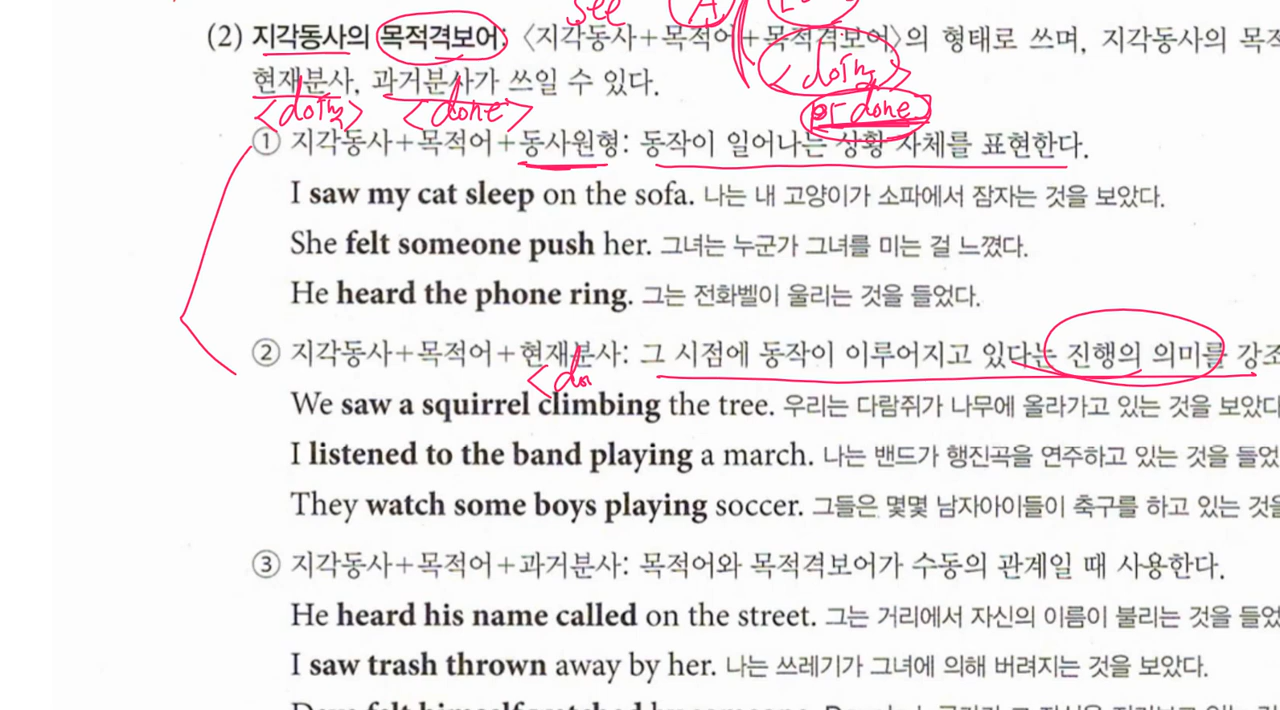 see A
(2) 지각동사의 목적격보어: 〈지각동사+목적어+목적격보어〉의 형태로 쓰며, 지각동사의 목적
<doing>
현재분사, 과거분사가 쓰일 수 있다.
<doing> <done> or done
① 지각동사+목적어+동사원형: 동작이 일어나는 상황 자체를 표현한다.
I saw my cat sleep on the sofa. 나는 내 고양이가 소파에서 잠자는 것을 보았다.
She felt someone push her. 그녀는 누군가 그녀를 미는 걸 느꼈다.
He heard the phone ring. 그는 전화벨이 울리는 것을 들었다.
② 지각동사+목적어+현재분사: 그 시점에 동작이 이루어지고 있다는 진행의 의미를 강조
<do
We saw a squirrel climbing the tree. 우리는 다람쥐가 나무에 올라가고 있는 것을 보았다
I listened to the band playing a march. 나는 밴드가 행진곡을 연주하고 있는 것을 들었
They watch some boys playing soccer. 그들은 몇몇 남자아이들이 축구를 하고 있는 것을
③ 지각동사+목적어+과거분사: 목적어와 목적격보어가 수동의 관계일 때 사용한다.
He heard his name called on the street. 그는 거리에서 자신의 이름이 불리는 것을 들었
I saw trash thrown away by her. 나는 쓰레기가 그녀에 의해 버려지는 것을 보았다.
felt himself watched by someone.